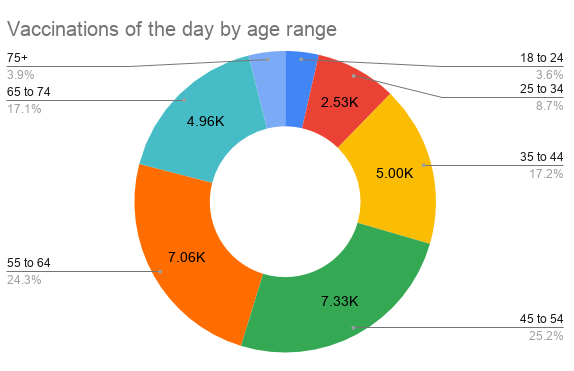 Vaccinations of the day by age range
75+
3.9%
65 to 74
17.1%
55 to 64
24.3%
18 to 24
3.6%
25 to 34
8.7%
35 to 44
17.2%
45 to 54
25.2%
2.53K
5.00K
7.33K
7.06K
4.96K